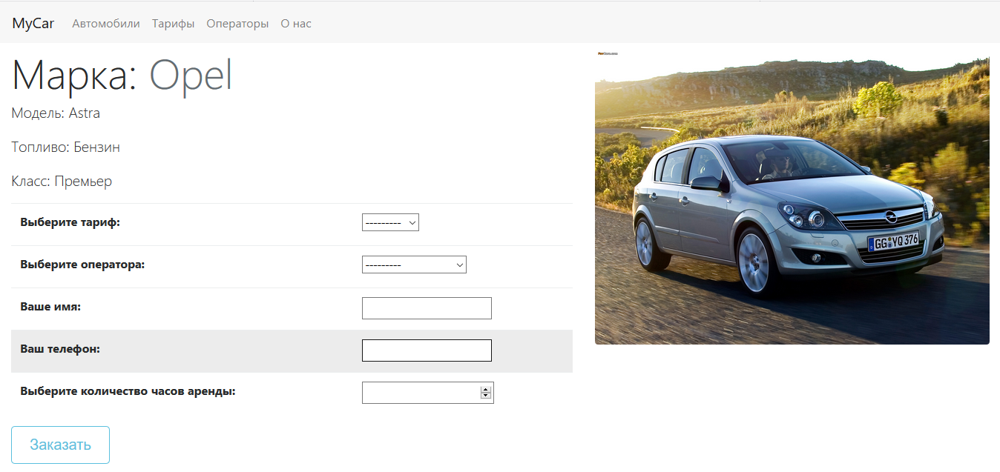 MyCar Автомобили Тарифы Операторы О нас
Марка: Opel
Модель: Astra
Топливо: Бензин
Класс: Премьер
Выберите тариф: ---------
Выберите оператора: ---------
Ваше имя:
Ваш телефон:
Выберите количество часов аренды:
Заказать
GG YQ 376